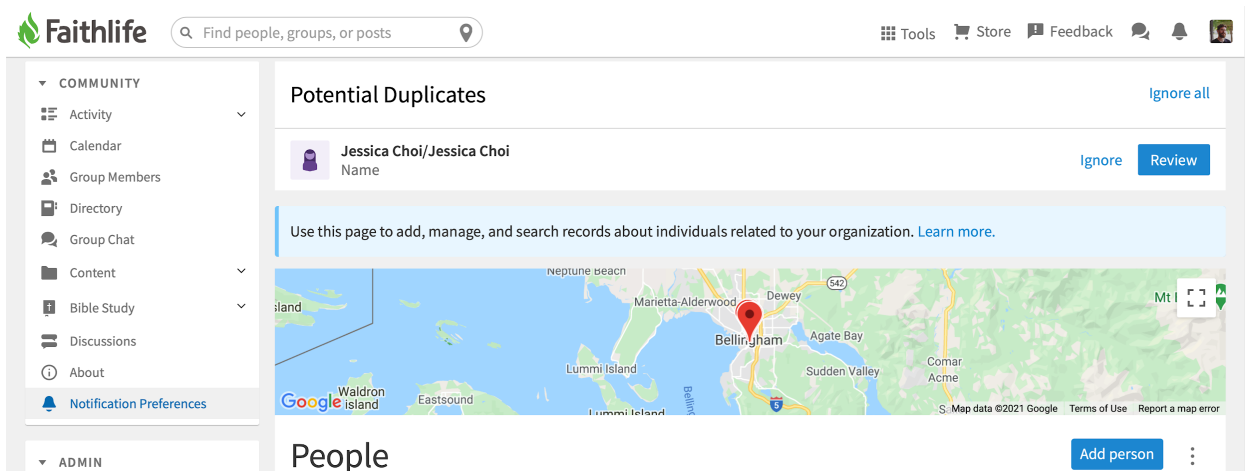 Faithlife
Find people, groups, or posts
Tools
Store
Feedback
COMMUNITY
Activity
Calendar
Group Members
Directory
Group Chat
Content
Bible Study
Discussions
About
Notification Preferences
ADMIN
Potential Duplicates
Ignore all
Jessica Choi/Jessica Choi
Name
Ignore
Review
Use this page to add, manage, and search records about individuals related to your organization. Learn more.
Neptune Beach
542
Marietta-Alderwood
Dewey
Mt
sland
Bellingham
Agate Bay
Lummi Island
Sudden Valley
Comar
Acme
Waldron
island
Eastsound
Google
Belling
5
Lummi Island
Map data ©2021 Google
Terms of Use
Report a map error
People
Add person